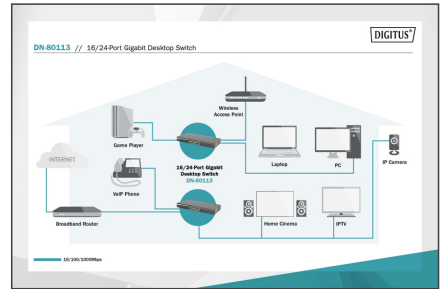 DIGITUS®
DN-80113 // 16/24-Port Gigabit Desktop Switch
Wireless
Access Point
Game Player
INTERNET
16/24-Port Gigabit
Desktop Switch
DN-80113
Laptop
PC
IP Camera
VoIP Phone
Broadband Router
Home Cinema
IPTV
10/100/1000Mbps